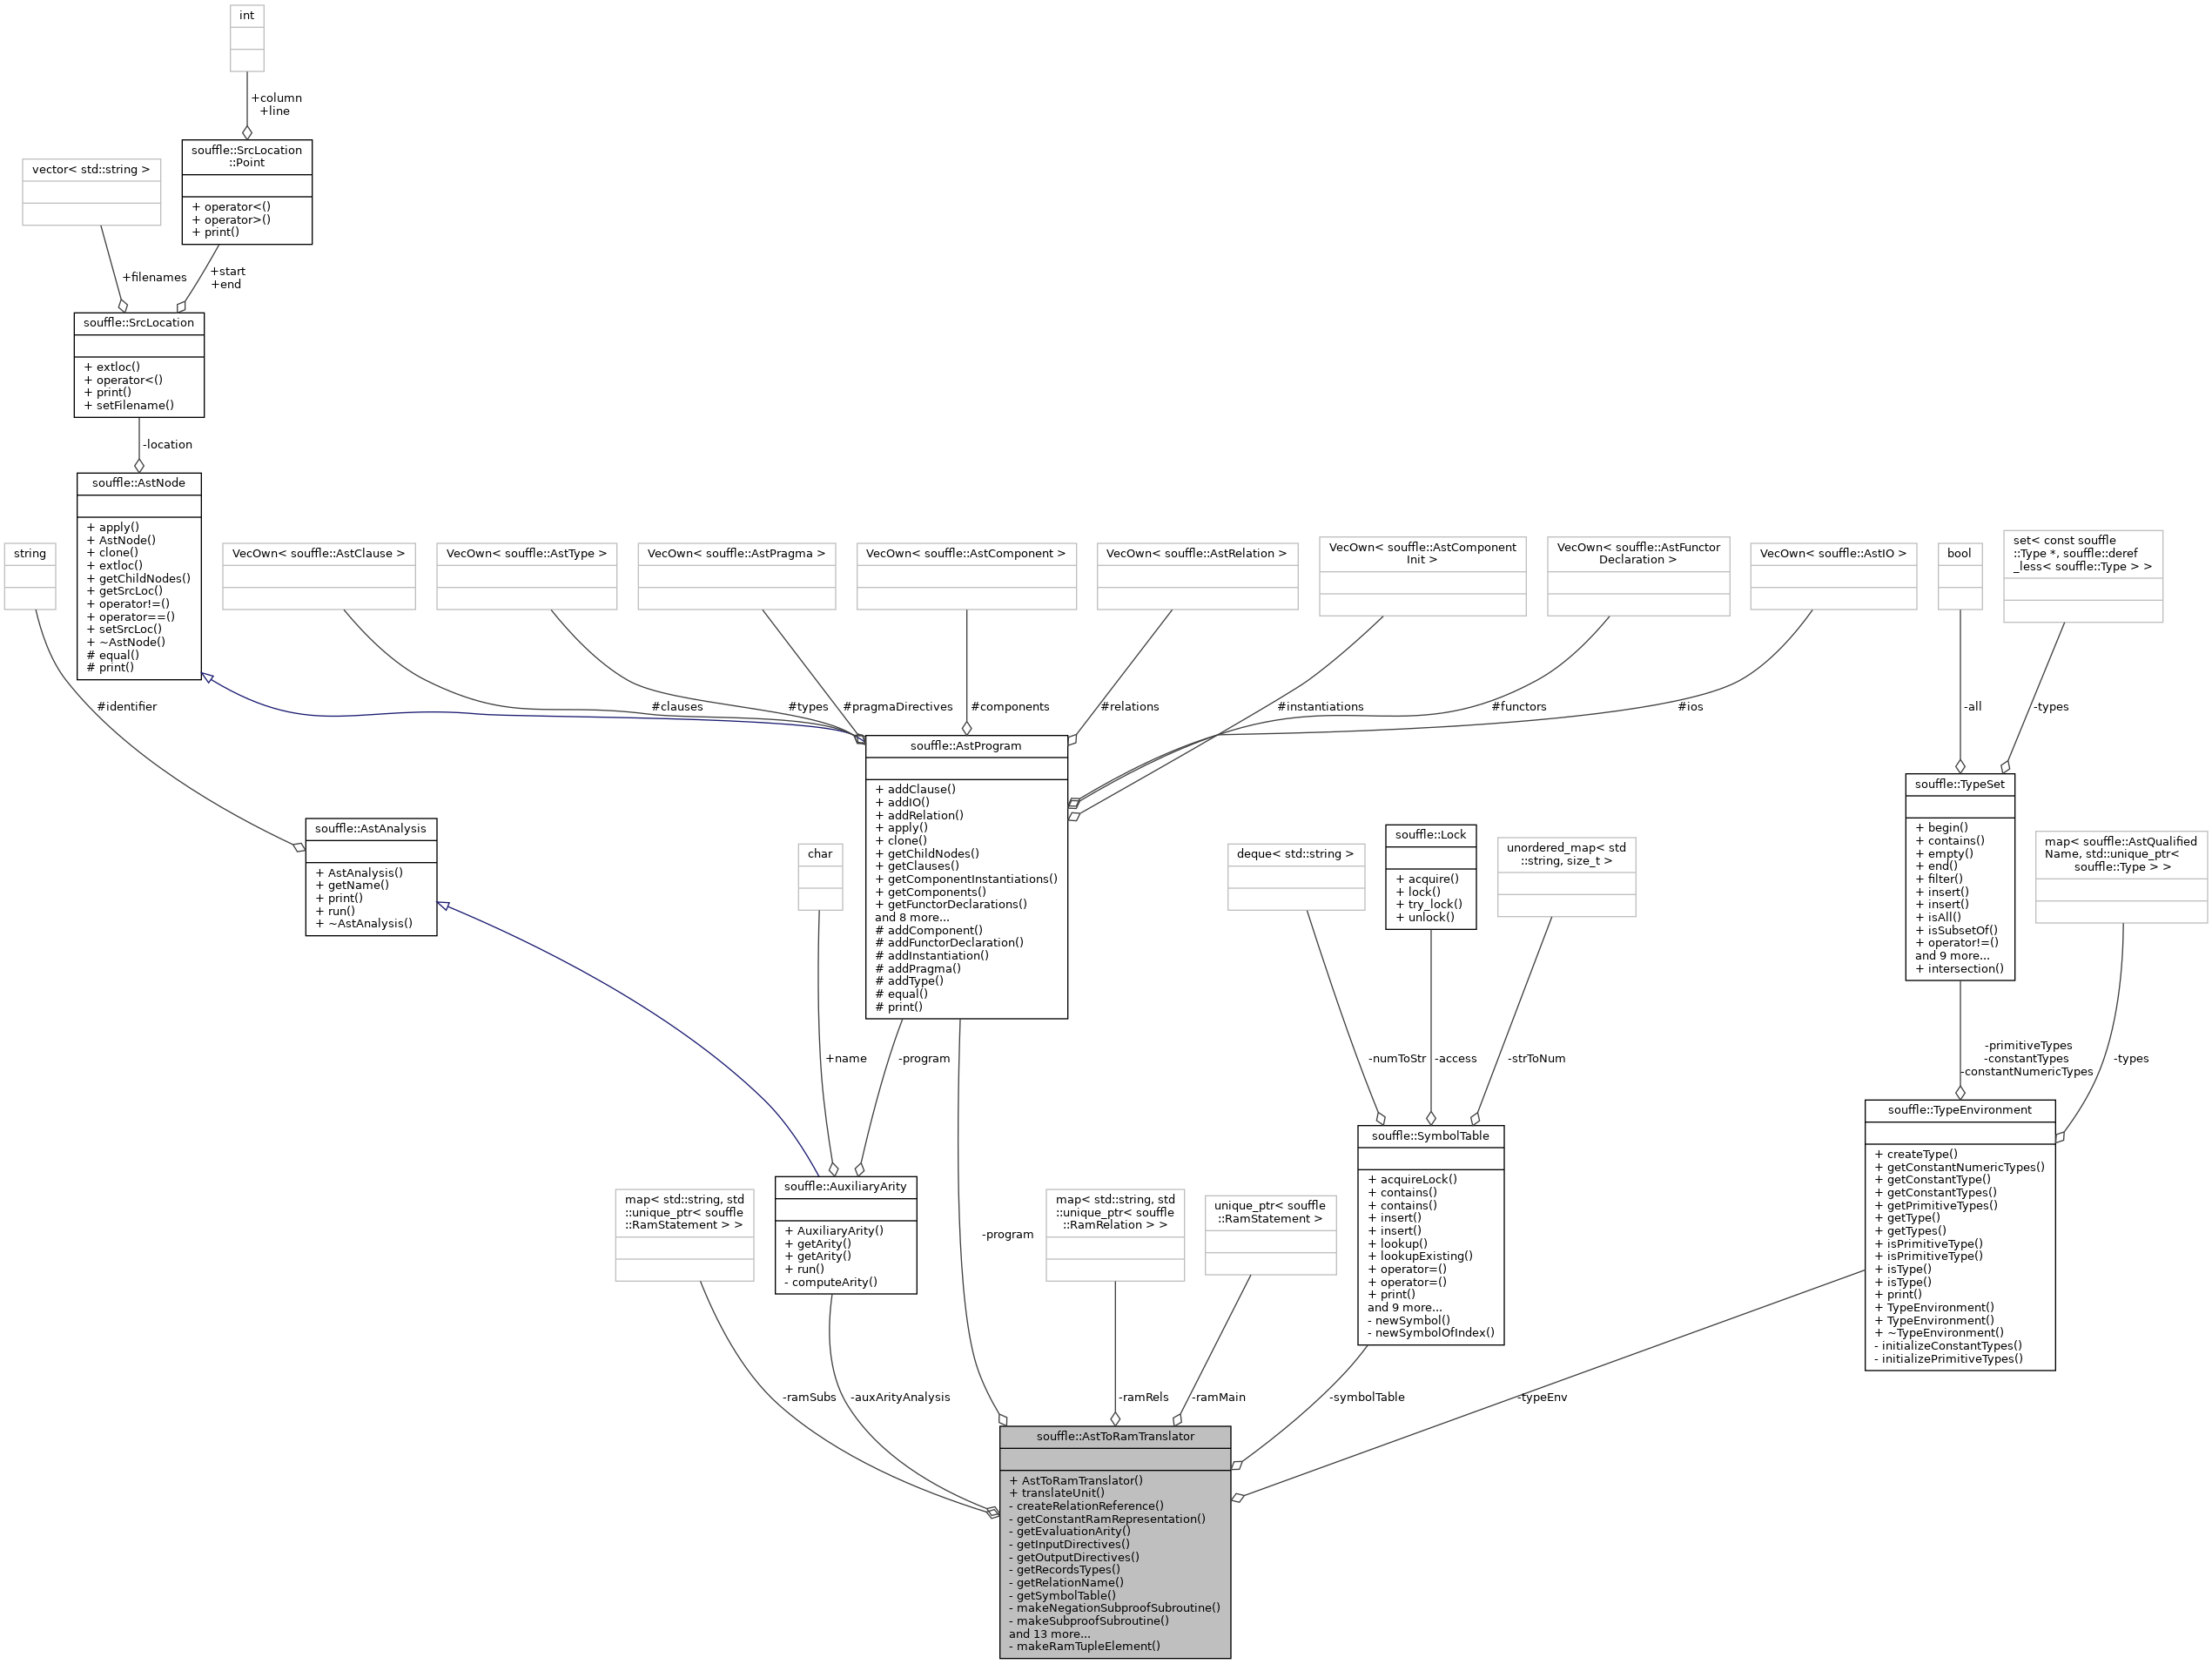 int
+column
+line
souffle::SrcLocation
::Point
+ operator<()
+ operator>()
+ print()
vector< std::string >
+filenames
+start
+end
souffle::SrcLocation
+ extloc()
+ operator<()
+ print()
+ setFilename()
-location
souffle::AstNode
+ apply()
+ AstNode()
+ clone()
+ extloc()
+ getChildNodes()
+ getSrcLoc()
+ operator!=()
+ operator==()
+ setSrcLoc()
+ ~AstNode()
# equal()
# print()
string
VecOwn< souffle::AstClause >
VecOwn< souffle::AstType >
VecOwn< souffle::AstPragma >
VecOwn< souffle::AstComponent >
VecOwn< souffle::AstRelation >
VecOwn< souffle::AstComponent
Init >
VecOwn< souffle::AstFunctor
Declaration >
VecOwn< souffle::AstIO >
bool
set< const souffle
::Type *, souffle::deref
_less< souffle::Type > >
#identifier
#clauses
#types
#pragmaDirectives
#components
#relations
#instantiations
#functors
#ios
-all
-types
souffle::AstProgram
+ addClause()
+ addIO()
+ addRelation()
+ apply()
+ clone()
+ getChildNodes()
+ getClauses()
+ getComponentInstantiations()
+ getComponents()
+ getFunctorDeclarations()
and 8 more...
# addComponent()
# addFunctorDeclaration()
# addInstantiation()
# addPragma()
# addType()
# equal()
# print()
souffle::TypeSet
+ begin()
+ contains()
+ empty()
+ end()
+ filter()
+ insert()
+ insert()
+ isAll()
+ isSubsetOf()
+ operator!=()
and 9 more...
+ intersection()
souffle::AstAnalysis
+ AstAnalysis()
+ getName()
+ print()
+ run()
+ ~AstAnalysis()
char
deque< std::string >
souffle::Lock
+ acquire()
+ lock()
+ try_lock()
+ unlock()
unordered_map< std
::string, size_t >
map< souffle::AstQualified
Name, std::unique_ptr<
souffle::Type > >
+name
-program
-numToStr
-access
-strToNum
-primitiveTypes
-constantTypes
-constantNumericTypes
-types
souffle::TypeEnvironment
+ createType()
+ getConstantNumericTypes()
+ getConstantType()
+ getConstantTypes()
+ getPrimitiveTypes()
+ getType()
+ getTypes()
+ isPrimitiveType()
+ isPrimitiveType()
+ isType()
+ isType()
+ print()
+ TypeEnvironment()
+ TypeEnvironment()
+ ~TypeEnvironment()
- initializeConstantTypes()
- initializePrimitiveTypes()
souffle::SymbolTable
+ acquireLock()
+ contains()
+ contains()
+ insert()
+ insert()
+ lookup()
+ lookupExisting()
+ operator=()
+ operator=()
+ print()
and 9 more...
- newSymbol()
- newSymbolOfIndex()
map< std::string, std
::unique_ptr< souffle
::RamStatement > >
souffle::AuxiliaryArity
+ AuxiliaryArity()
+ getArity()
+ getArity()
+ run()
- computeArity()
-program
map< std::string, std
::unique_ptr< souffle
::RamRelation > >
unique_ptr< souffle
::RamStatement >
-ramSubs
-auxArityAnalysis
-ramRels
-ramMain
-symbolTable
-typeEnv
souffle::AstToRamTranslator
+ AstToRamTranslator()
+ translateUnit()
- createRelationReference()
- getConstantRamRepresentation()
- getEvaluationArity()
- getInputDirectives()
- getOutputDirectives()
- getRecordsTypes()
- getRelationName()
- getSymbolTable()
- makeNegationSubproofSubroutine()
- makeSubproofSubroutine()
and 13 more...
- makeRamTupleElement()